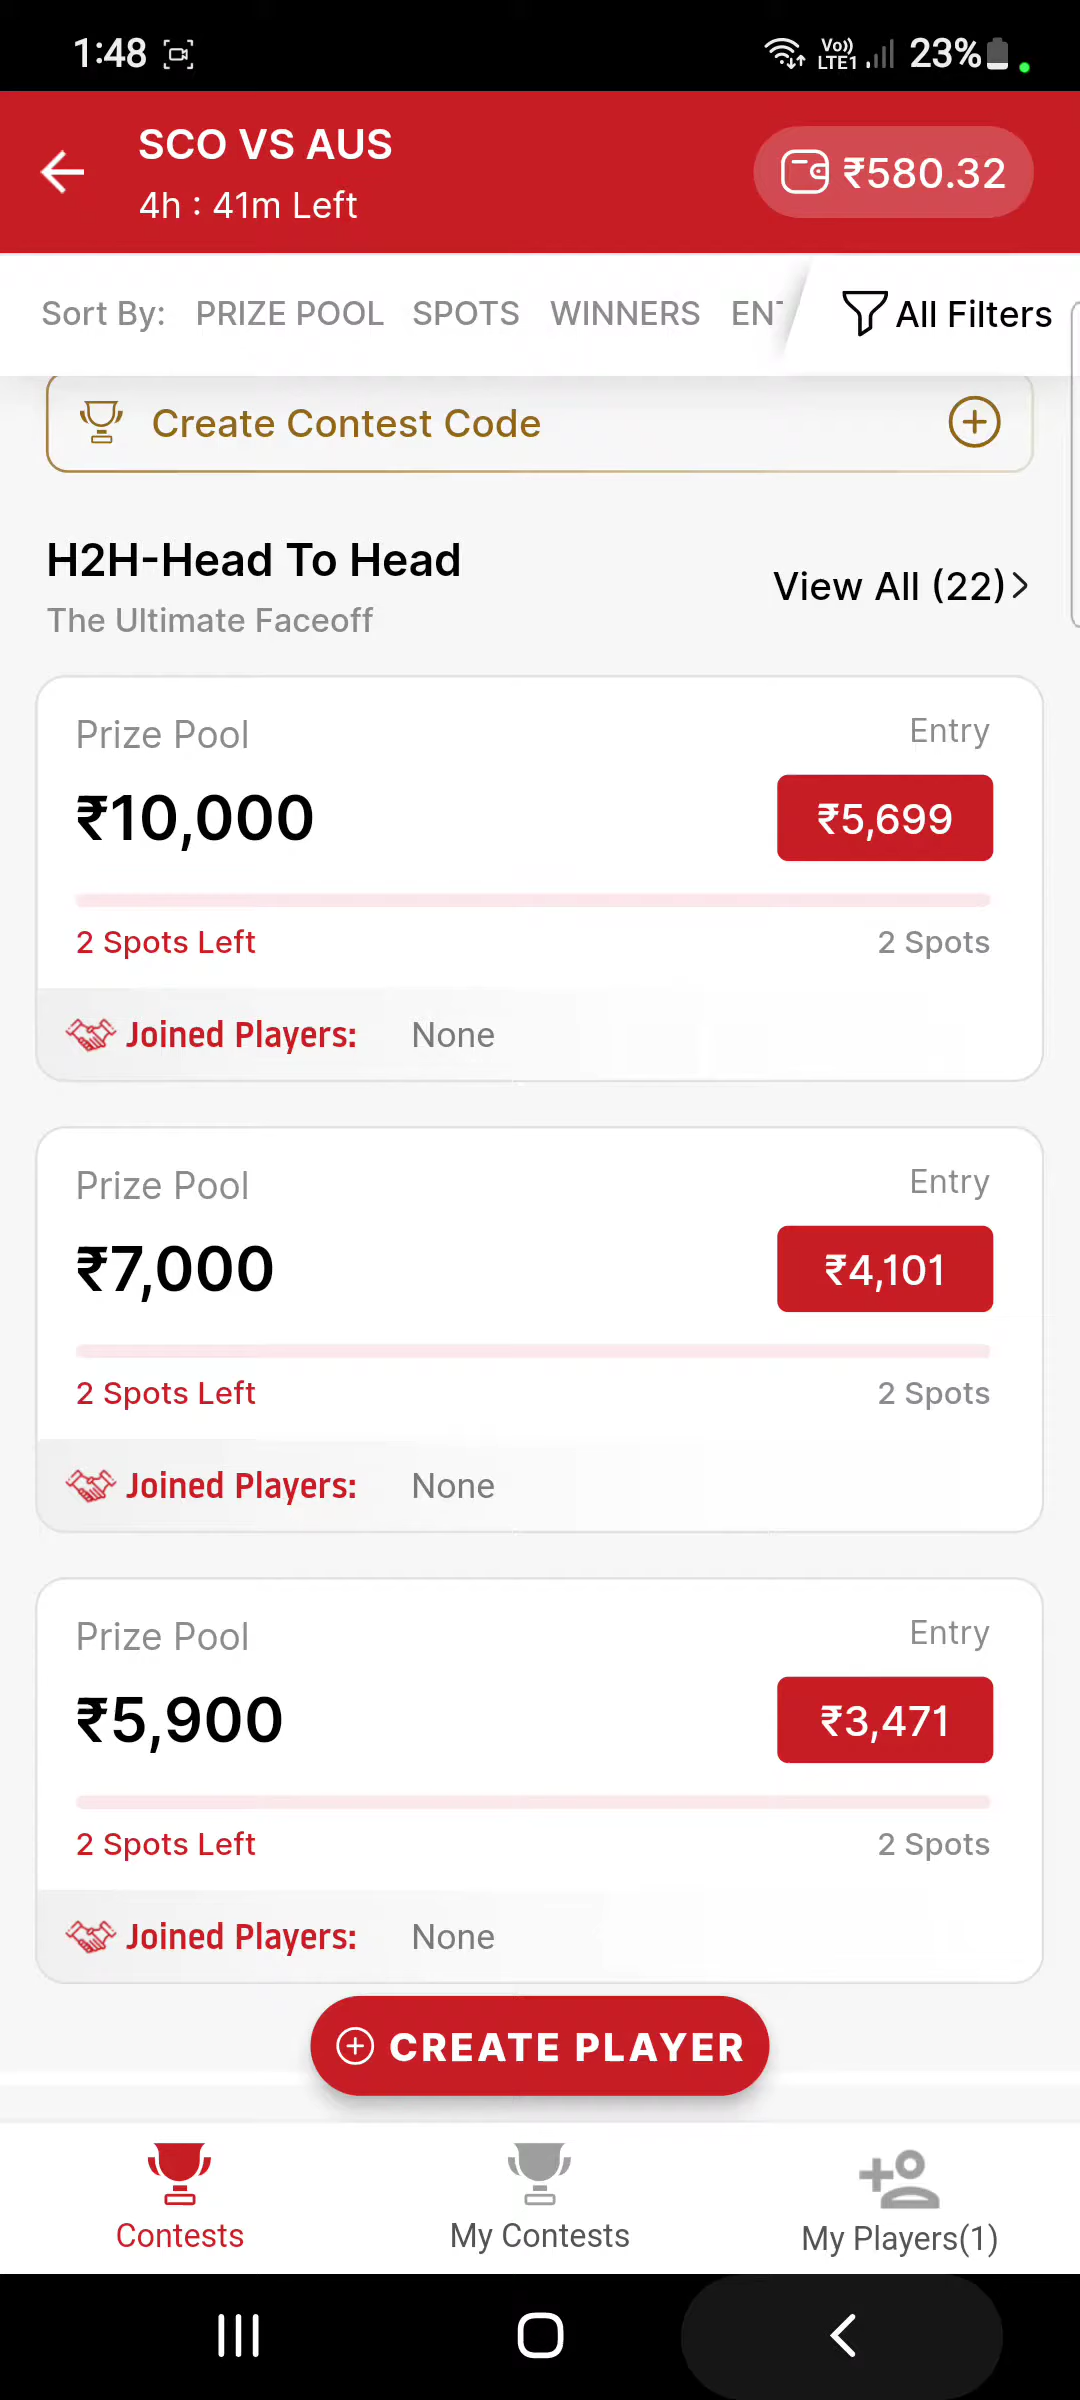 1:48
Vo))
LTE1
23%
SCO VS AUS
4h : 41m Left
₹580.32
Sort By: PRIZE POOL SPOTS WINNERS ENT
All Filters
Create Contest Code
H2H-Head To Head
The Ultimate Faceoff
View All (22)
Prize Pool
Entry
₹10,000
₹5,699
2 Spots Left
2 Spots
Joined Players: None
Prize Pool
Entry
₹7,000
₹4,101
2 Spots Left
2 Spots
Joined Players: None
Prize Pool
Entry
₹5,900
₹3,471
2 Spots Left
2 Spots
Joined Players: None
CREATE PLAYER
Contests
My Contests
My Players(1)